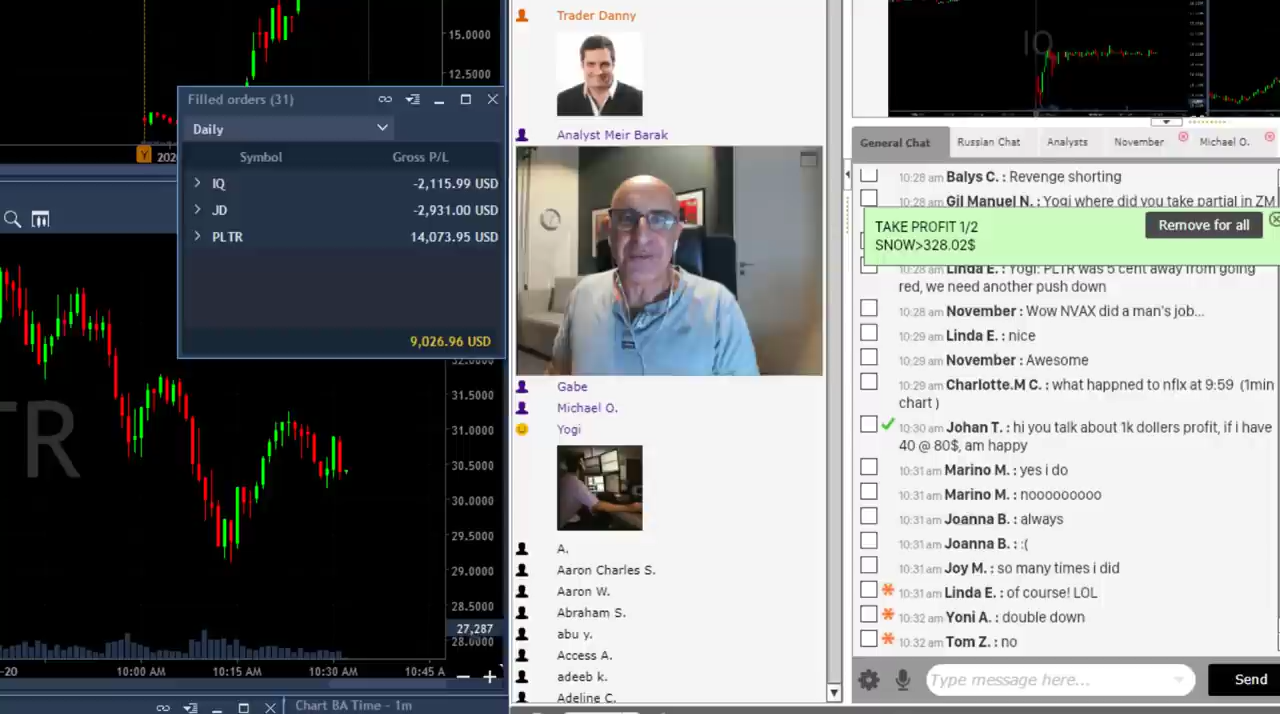 15.0000
12.5000
Filled orders (31)
Daily
Symbol Gross P/L
IQ -2,115.99 USD
JD -2,931.00 USD
PLTR 14,073.95 USD
9,026.96 USD
TR
32.0000
31.5000
31.0000
30.5000
30.0000
29.5000
29.0000
28.5000
27,287
28.0000
-20 10:00 AM 10:15 AM 10:30 AM 10:45 A
Chart BA Time - 1m
Trader Danny
Analyst Meir Barak
Gabe
Michael O.
Yogi
A.
Aaron Charles S.
Aaron W.
Abraham S.
abu y.
Access A.
adeeb k.
Adeline C.
IQ
General Chat Russian Chat Analysts November Michael O.
10:28 am Balys C. : Revenge shorting
10:28 am Gil Manuel N. : Yogi where did you take partial in ZM
TAKE PROFIT 1/2
SNOW>328.02$
Remove for all
10:28 am Linda E. : Yogi: PLTR was 5 cent away from going
red, we need another push down
10:28 am November : Wow NVAX did a man's job...
10:29 am Linda E. : nice
10:29 am November : Awesome
10:29 am Charlotte.M C. : what happned to nflx at 9:59 (1min
chart )
10:30 am Johan T. : hi you talk about 1k dollers profit, if i have
40 @ 80$, am happy
10:31 am Marino M. : yes i do
10:31 am Marino M. : nooooooooo
10:31 am Joanna B. : always
10:31 am Joanna B. : :(
10:31 am Joy M. : so many times i did
10:31 am Linda E. : of course! LOL
10:32 am Yoni A. : double down
10:32 am Tom Z. : no
Type message here...
Send